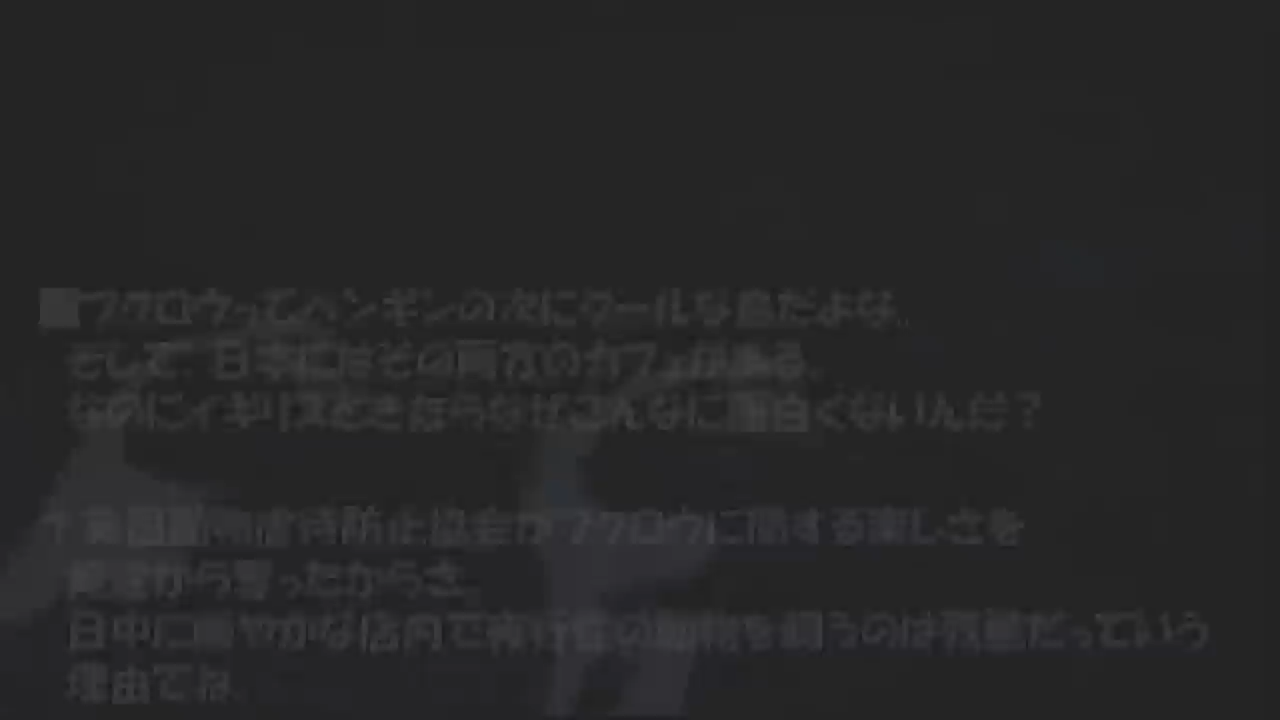 ■フクロウってペンギンの次にクールな鳥だよな。
そして、日本にはその両方のカフェがある。
なのにイギリスときたらなぜこんなに面白くないんだ?
↑英国動物虐待防止協会がフクロウに関する楽しさを
から奪ったからさ。
日中に賑やかな店内で夜行性の動物を飼うのは残酷だっていう
理由でね。